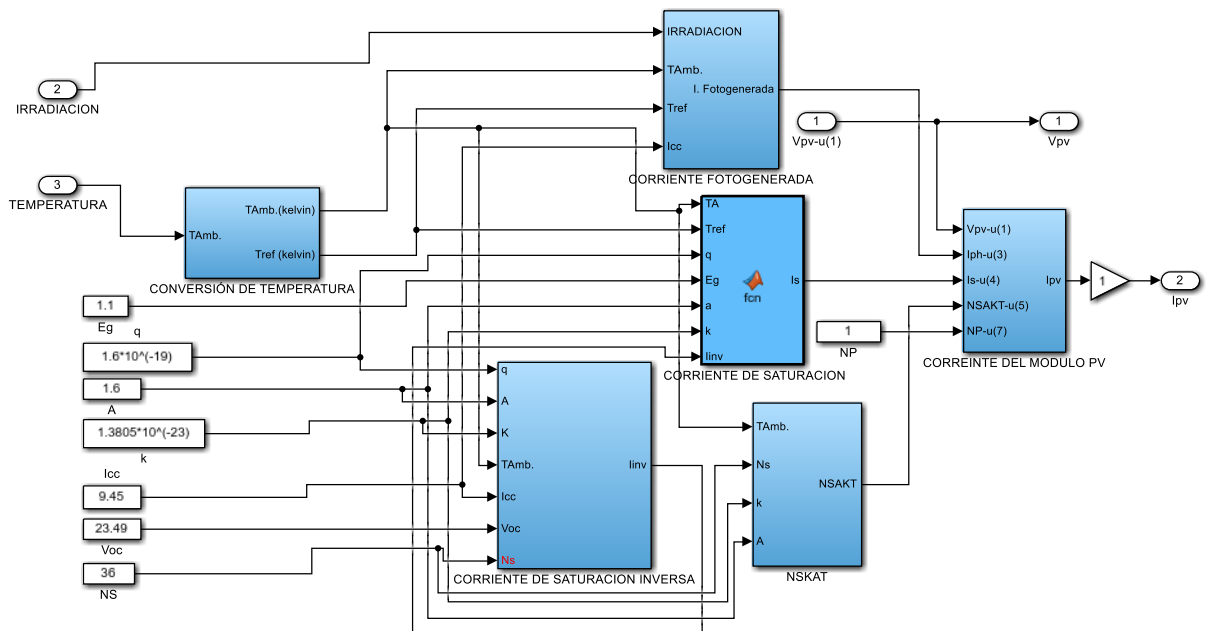 2
IRRADIACION
3
TEMPERATURA
TAmb.
TAmb.(kelvin)
Tref (kelvin)
CONVERSIÓN DE TEMPERATURA
IRRADIACION
TAmb.
Tref
Icc
I. Fotogenerada
CORRIENTE FOTOGENERADA
1
Vpv-u(1)
1
Vpv
1.1
Eg
q
1.6*10^(-19)
1.6
A
1.3805*10^(-23)
k
Icc
9.45
23.49
Voc
36
NS
TA
Tref
q
Eg
a
k
Iinv
fcn
Is
CORRIENTE DE SATURACION
q
A
K
TAmb.
Icc
Voc
Ns
Iinv
CORRIENTE DE SATURACION INVERSA
1
NP
Vpv-u(1)
Iph-u(3)
Is-u(4)
NSAKT-u(5)
NP-u(7)
Ipv
CORREINTE DEL MODULO PV
1
2
Ipv
TAmb.
Ns
k
A
NSAKT
NSKAT